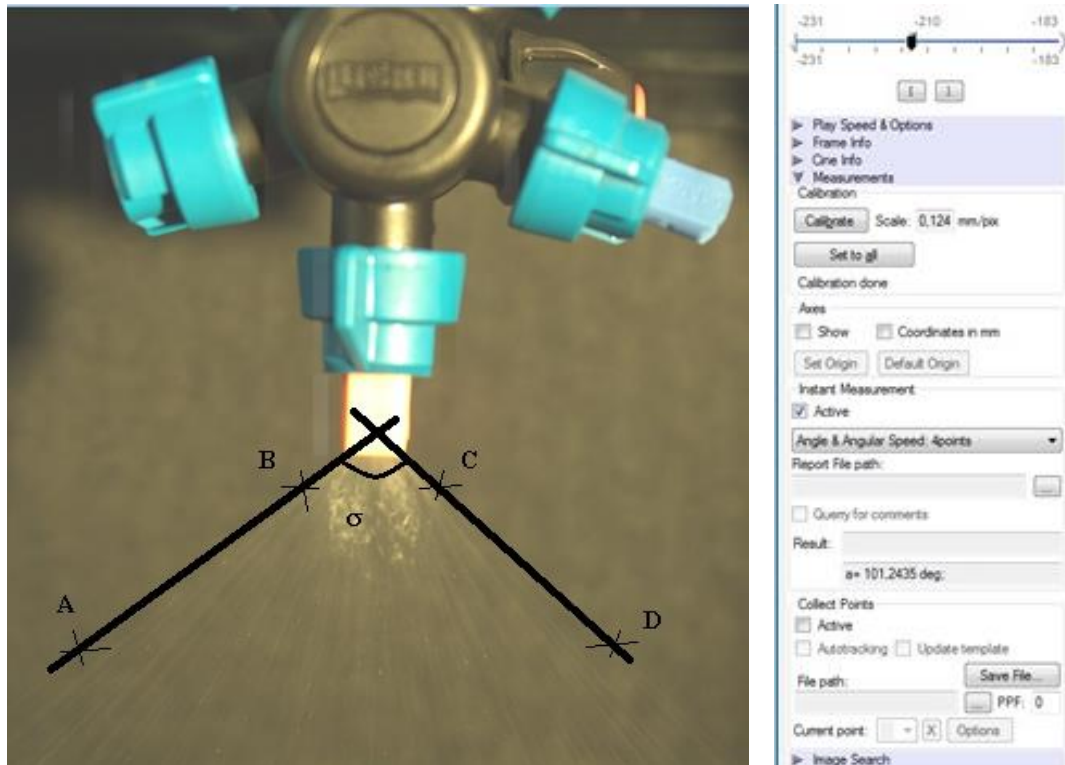 B
C
σ
A
D
-231 -210 -183
-231 -183
[ ]
Play Speed & Options
Frame Info
Cine Info
Measurements
Calibration
Calibrate Scale: 0,124 mm/pix
Set to all
Calibration done
Axes
Show Coordinates in mm
Set Origin Default Origin
Instant Measurement
Active
Angle & Angular Speed: 4points
Report File path:
...
Querry for comments
Result:
a= 101,2435 deg;
Collect Points
Active
Autotracking Update template
Save File...
File path:
... PPF: 0
Current point: X Options
Image Search